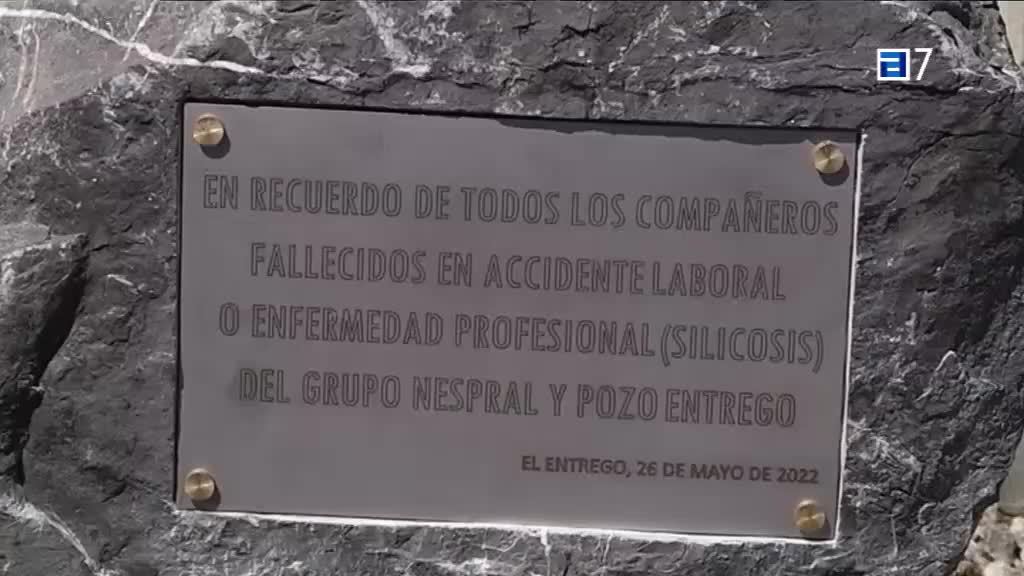 a7
EN RECUERDO DE TODOS LOS COMPAÑEROS
FALLECIDOS EN ACCIDENTE LABORAL
O ENFERMEDAD PROFESIONAL (SILICOSIS)
DEL GRUPO NESPRAL Y POZO ENTREGO
EL ENTREGO, 26 DE MAYO DE 2022